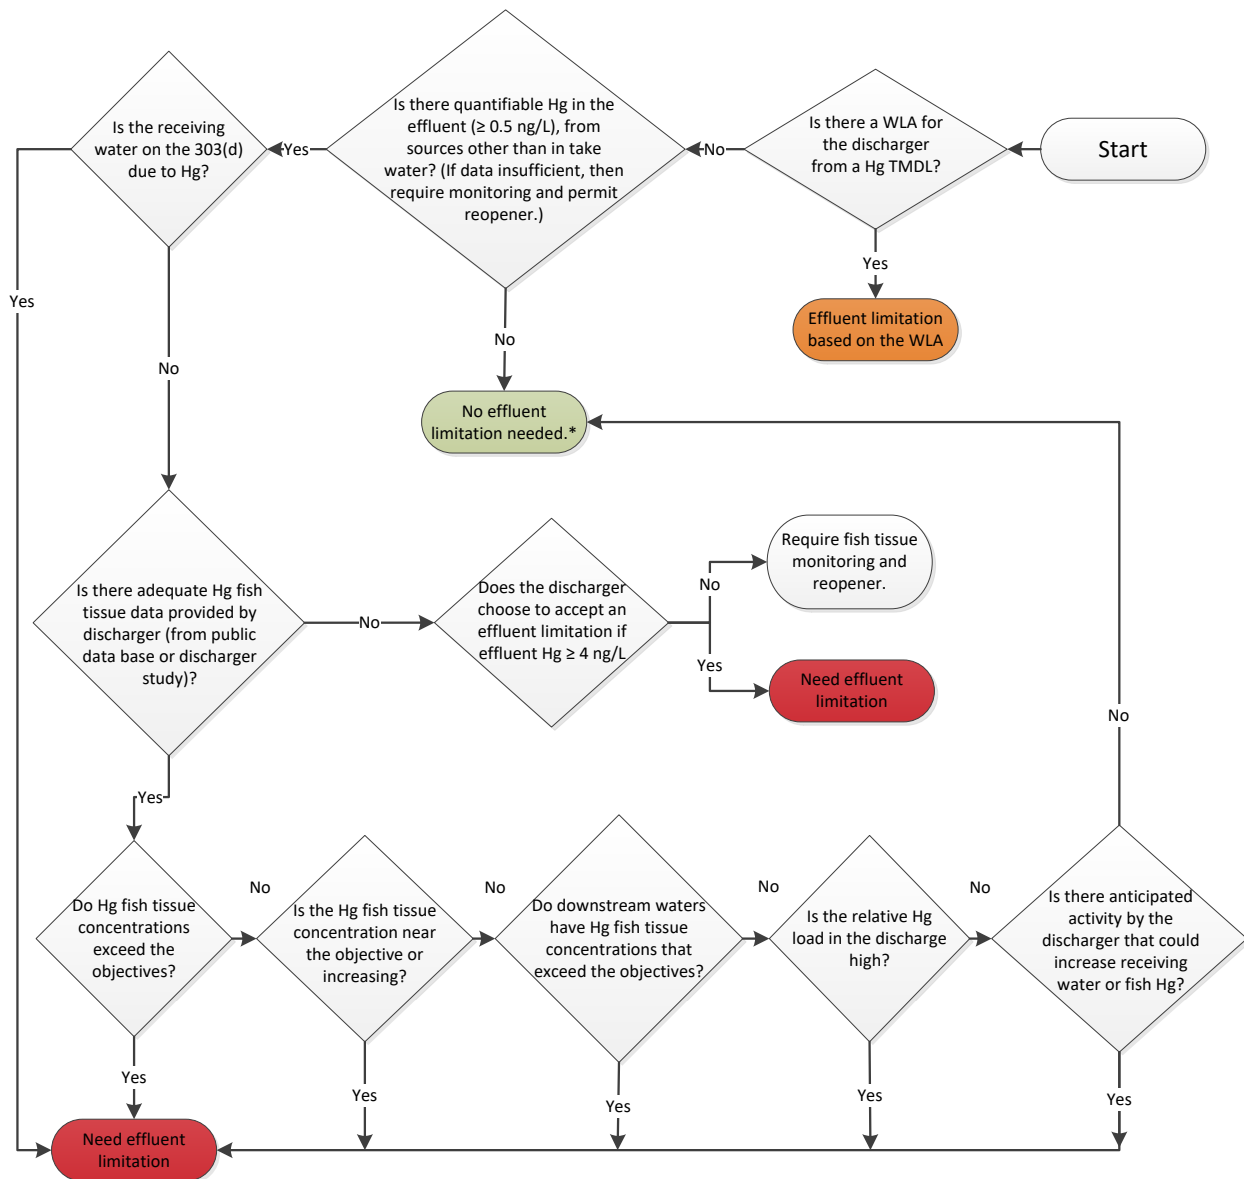 Start
Is there a WLA for
the discharger
from a Hg TMDL?
No
Yes
Effluent limitation
based on the WLA
Is there quantifiable Hg in the
effluent (≥ 0.5 ng/L), from
sources other than in take
water? (If data insufficient, then
require monitoring and permit
reopener.)
Yes
No
No effluent
limitation needed.*
Is the receiving
water on the 303(d)
due to Hg?
Yes
No
Is there adequate Hg fish
tissue data provided by
discharger (from public
data base or discharger
study)?
No
Does the discharger
choose to accept an
effluent limitation if
effluent Hg ≥ 4 ng/L
No
Require fish tissue
monitoring and
reopener.
Yes
Need effluent
limitation
Yes
Do Hg fish tissue
concentrations
exceed the
objectives?
No
Is the Hg fish tissue
concentration near
the objective or
increasing?
No
Do downstream waters
have Hg fish tissue
concentrations that
exceed the objectives?
No
Is the relative Hg
load in the discharge
high?
No
Is there anticipated
activity by the
discharger that could
increase receiving
water or fish Hg?
No
Yes
Yes
Yes
Yes
Yes
Need effluent
limitation